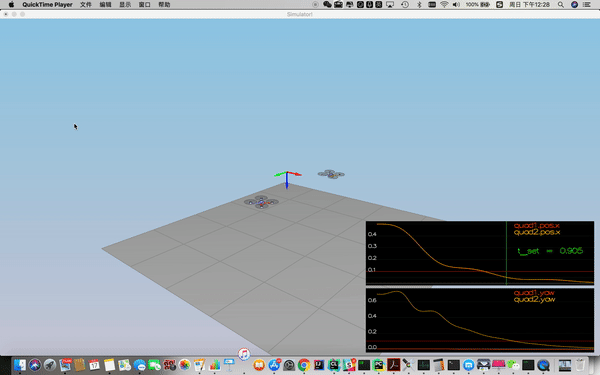 QuickTime Player 文件 编辑 显示 窗口 帮助
100% 周日 下午12:28
Simulator!
quad1.pos.x
quad2.pos.x
0.4
0.3
t_set = 0.905
0.2
0.1
quad1.yaw
quad2.yaw
0.6
0.4
0.2
0.0
17